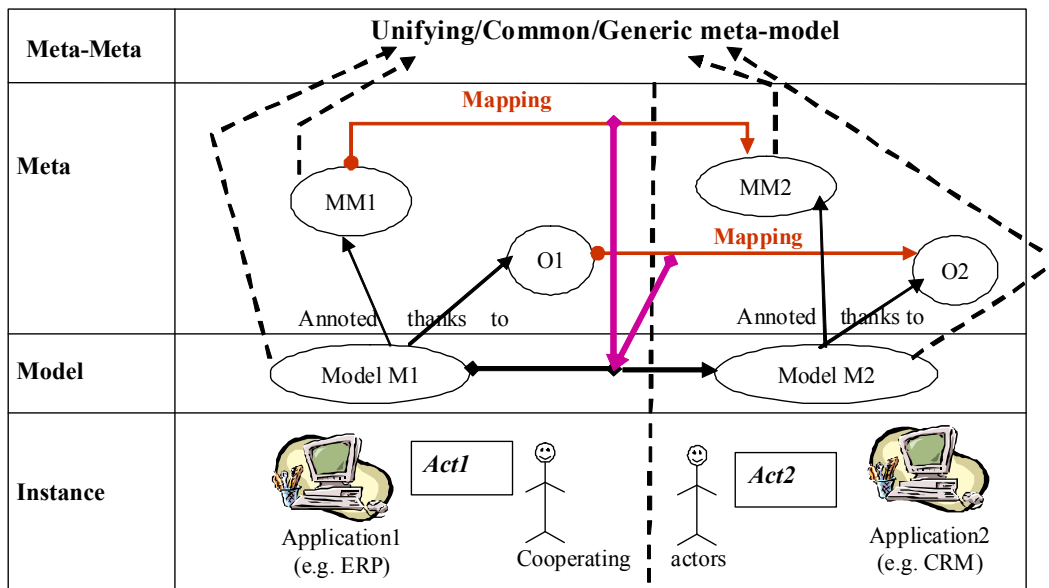 Meta-Meta
Unifying/Common/Generic meta-model
Meta
Mapping
MM1
MM2
Mapping
O1
O2
Annoted thanks to
Annoted thanks to
Model
Model M1
Model M2
Instance
Act1
Act2
Application1
(e.g. ERP)
Cooperating
actors
Application2
(e.g. CRM)